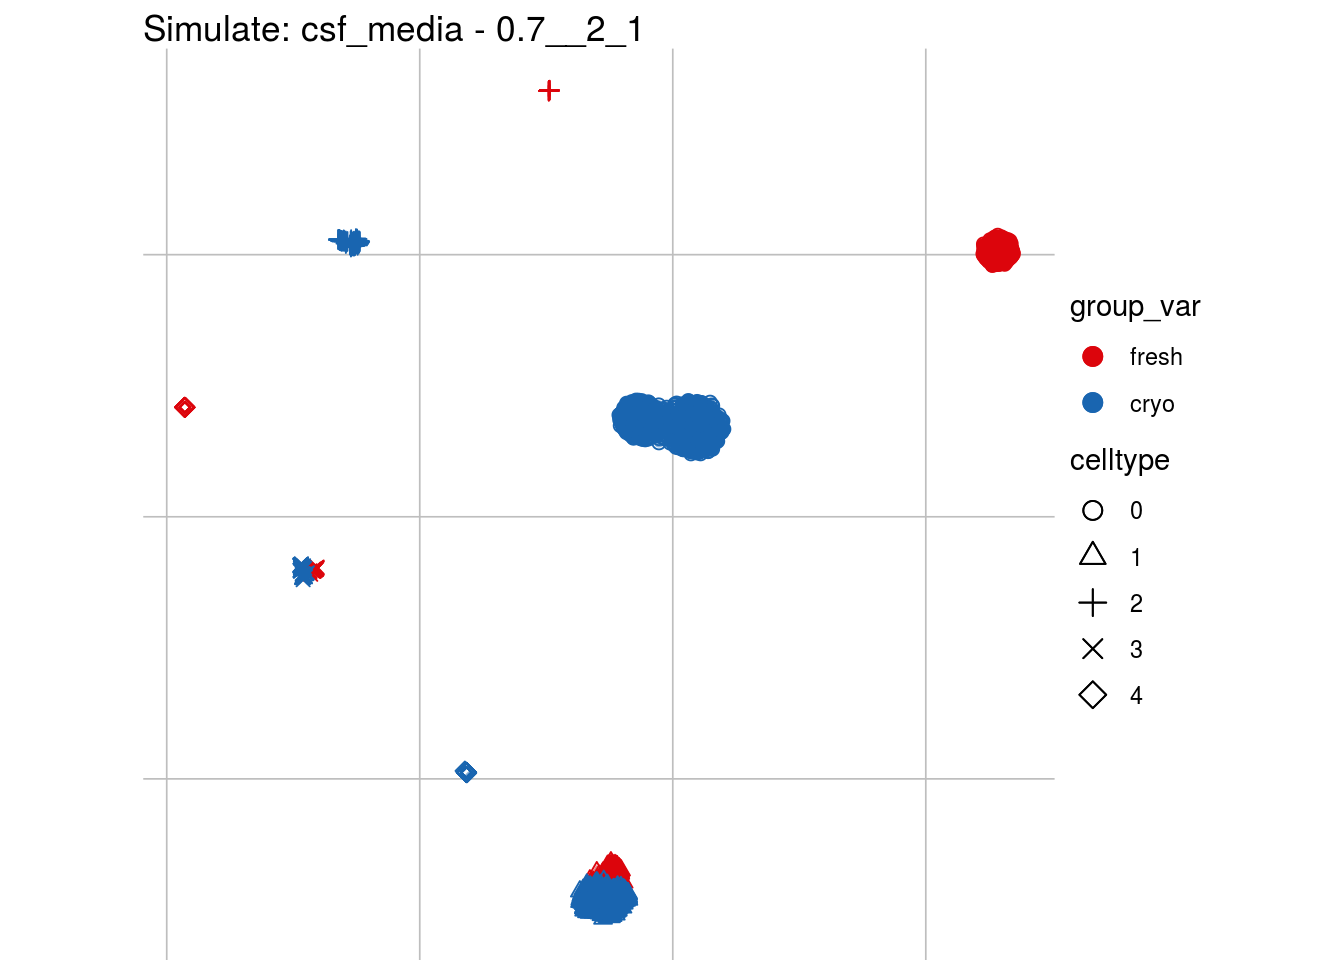 Simulate: csf_media - 0.7__2_1
group_var
fresh
cryo
celltype
0
1
2
3
4